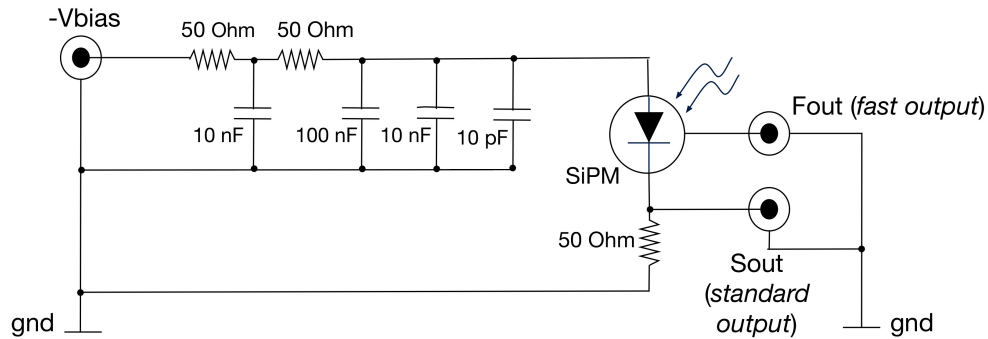 -Vbias
50 Ohm
50 Ohm
10 nF
100 nF
10 nF
10 pF
Fout (fast output)
SiPM
50 Ohm
Sout
(standard
output)
gnd
gnd